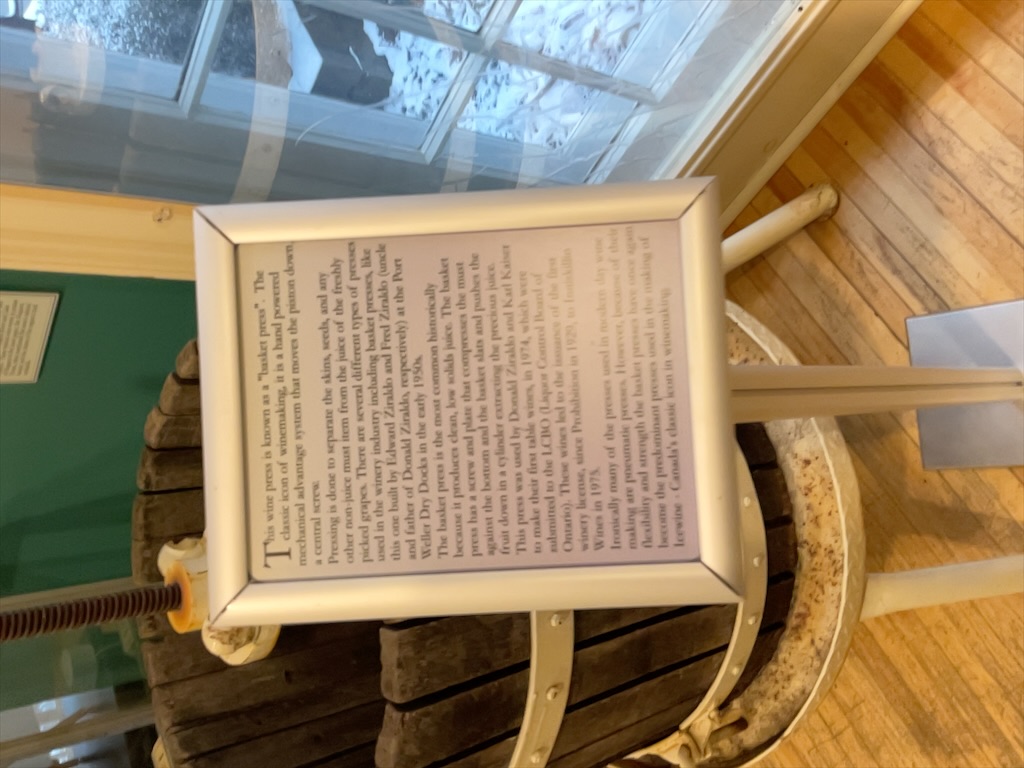 This wine press is known as a "basket press". The
classic icon of winemaking, it is a hand powered
mechanical advantage system that moves the piston down
a central screw.
Pressing is done to separate the skins, seeds, and any
other non-juice must item from the juice of the freshly
picked grapes. There are several different types of presses
used in the winery industry including basket presses, like
this one built by Edward Ziraldo and Fred Ziraldo (uncle
and father of Donald Ziraldo, respectively) at the Port
Weller Dry Docks in the early 1950s.
The basket press is the most common historically
because it produces clean, low solids juice. The basket
press has a screw and plate that compresses the must
against the bottom and the basket slats and pushes the
fruit down in a cylinder extracting the precious juice.
This press was used by Donald Ziraldo and Karl Kaiser
to make their first table wines, in 1974, which were
submitted to the LCBO (Liquor Control Board of
Ontario). These wines lead to the issuance of the first
winery license, since Prohibition in 1929, to Inniskillin
Wines in 1975.
Ironically many of the presses used in modern day wine
making are pneumatic presses. However, because of their
flexibility and strength the basket presses have once again
become the predominant presses used in the making of
Icewine - Canada's classic icon in winemaking.